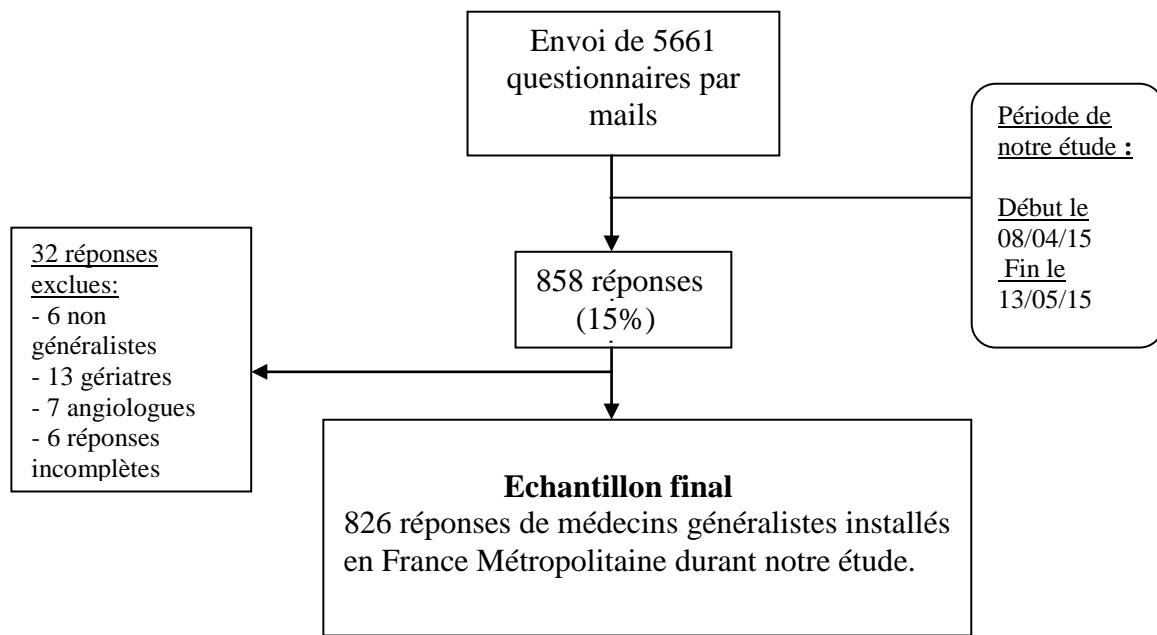 Envoi de 5661
questionnaires par
mails
Période de
notre étude :
Début le
08/04/15
Fin le
13/05/15
858 réponses
(15%)
32 réponses
exclues:
- 6 non
généralistes
- 13 gériatres
- 7 angiologues
- 6 réponses
incomplètes
Echantillon final
826 réponses de médecins généralistes installés
en France Métropolitaine durant notre étude.